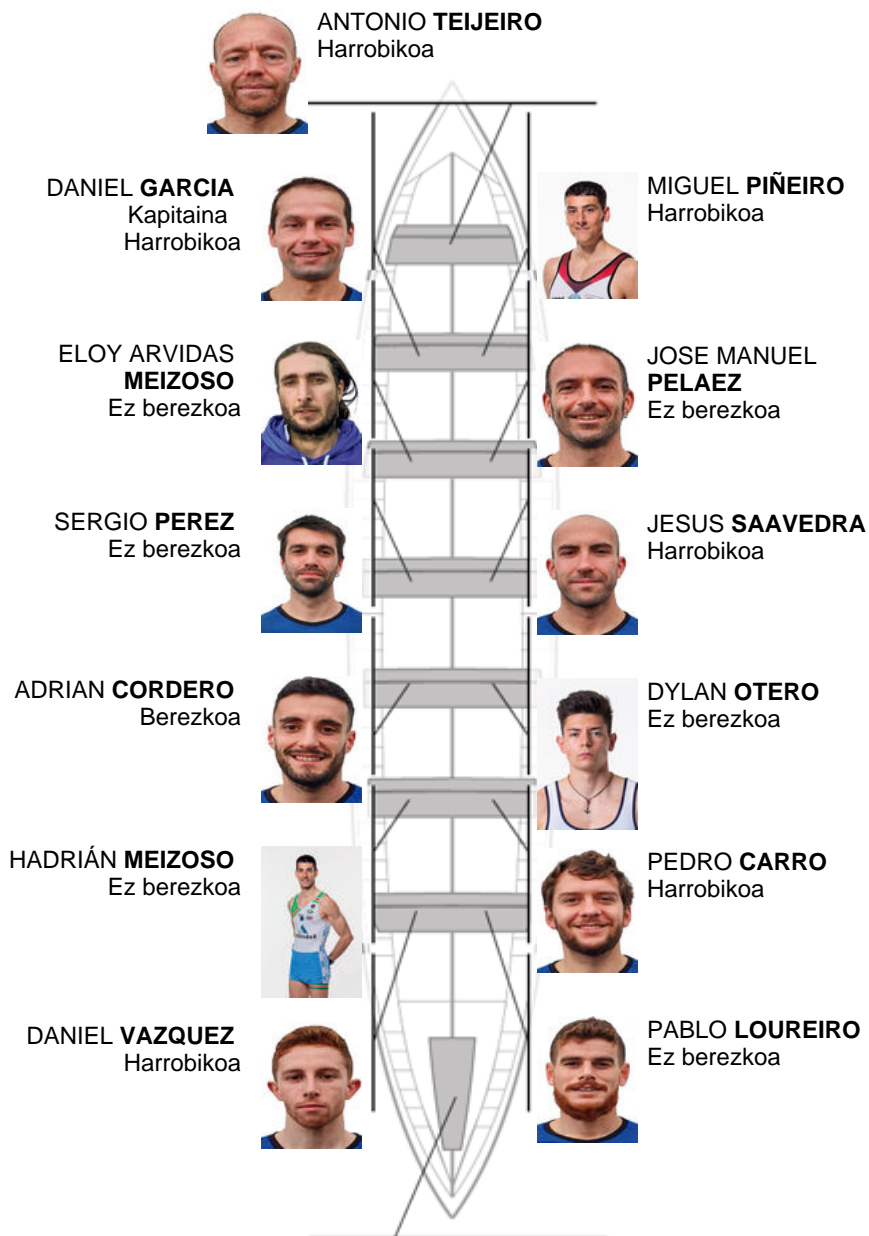 ANTONIO TEIJEIRO
Harrobikoa
DANIEL GARCIA
Kapitaina
Harrobikoa
MIGUEL PIÑEIRO
Harrobikoa
ELOY ARVIDAS
MEIZOSO
Ez berezkoa
JOSE MANUEL
PELAEZ
Ez berezkoa
SERGIO PEREZ
Ez berezkoa
JESUS SAAVEDRA
Harrobikoa
ADRIAN CORDERO
Berezkoa
DYLAN OTERO
Ez berezkoa
HADRIÁN MEIZOSO
Ez berezkoa
PEDRO CARRO
Harrobikoa
DANIEL VAZQUEZ
Harrobikoa
PABLO LOUREIRO
Ez berezkoa